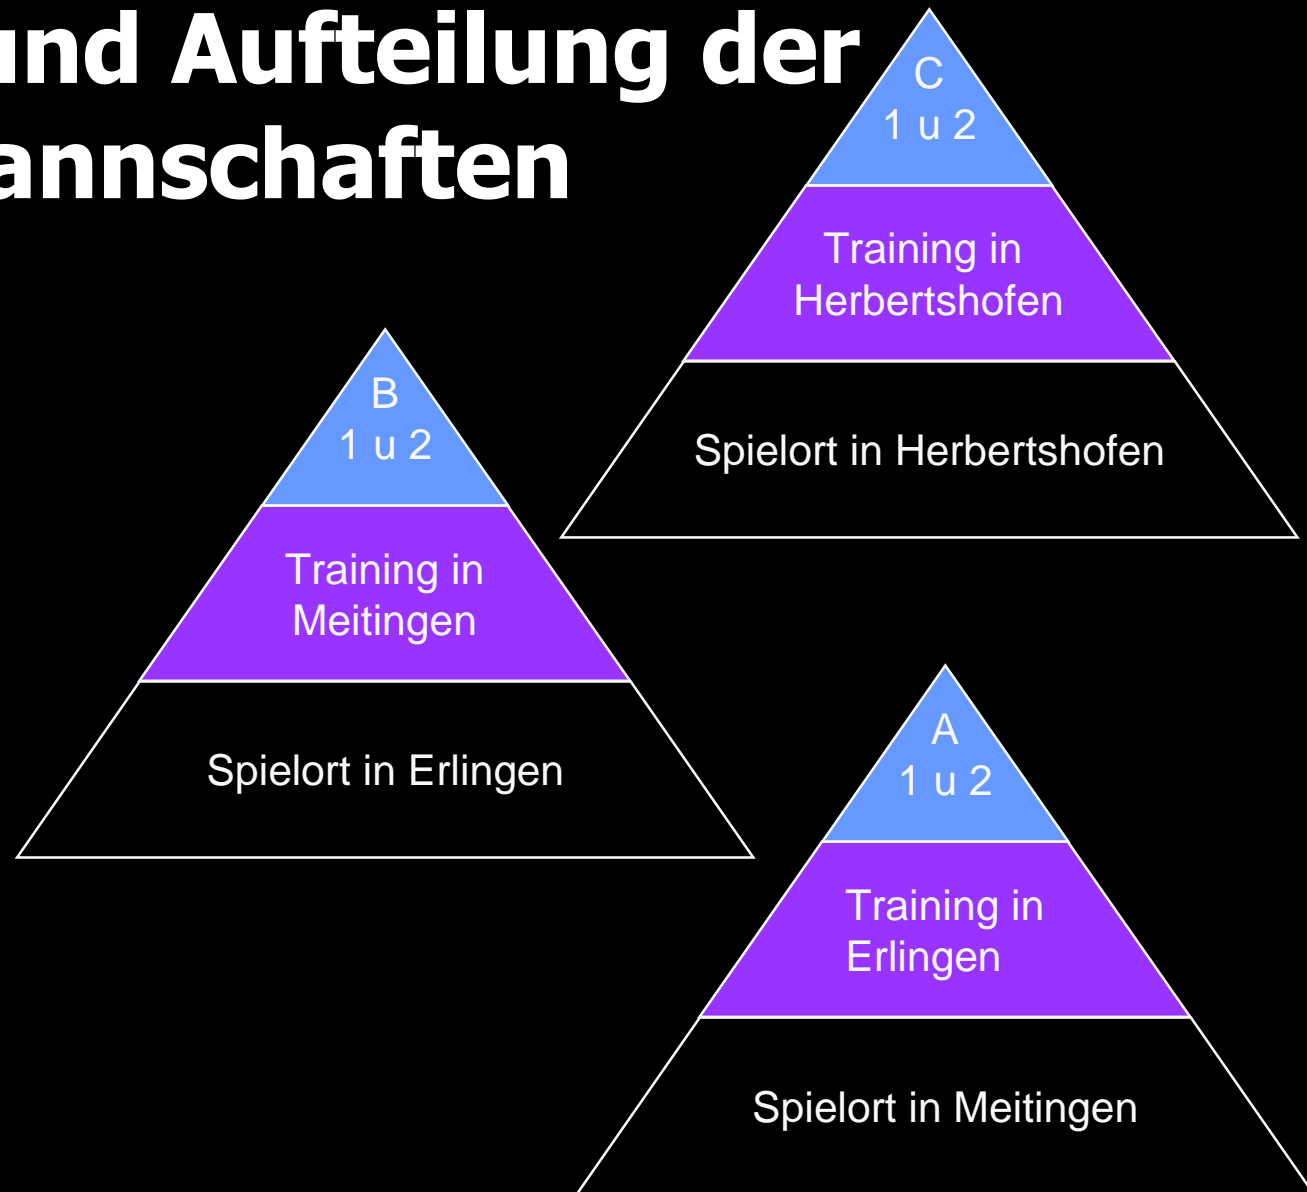 und Aufteilung der
annschaften
C
1 u 2
Training in
Herbertshofen
Spielort in Herbertshofen
B
1 u 2
Training in
Meitingen
Spielort in Erlingen
A
1 u 2
Training in
Erlingen
Spielort in Meitingen